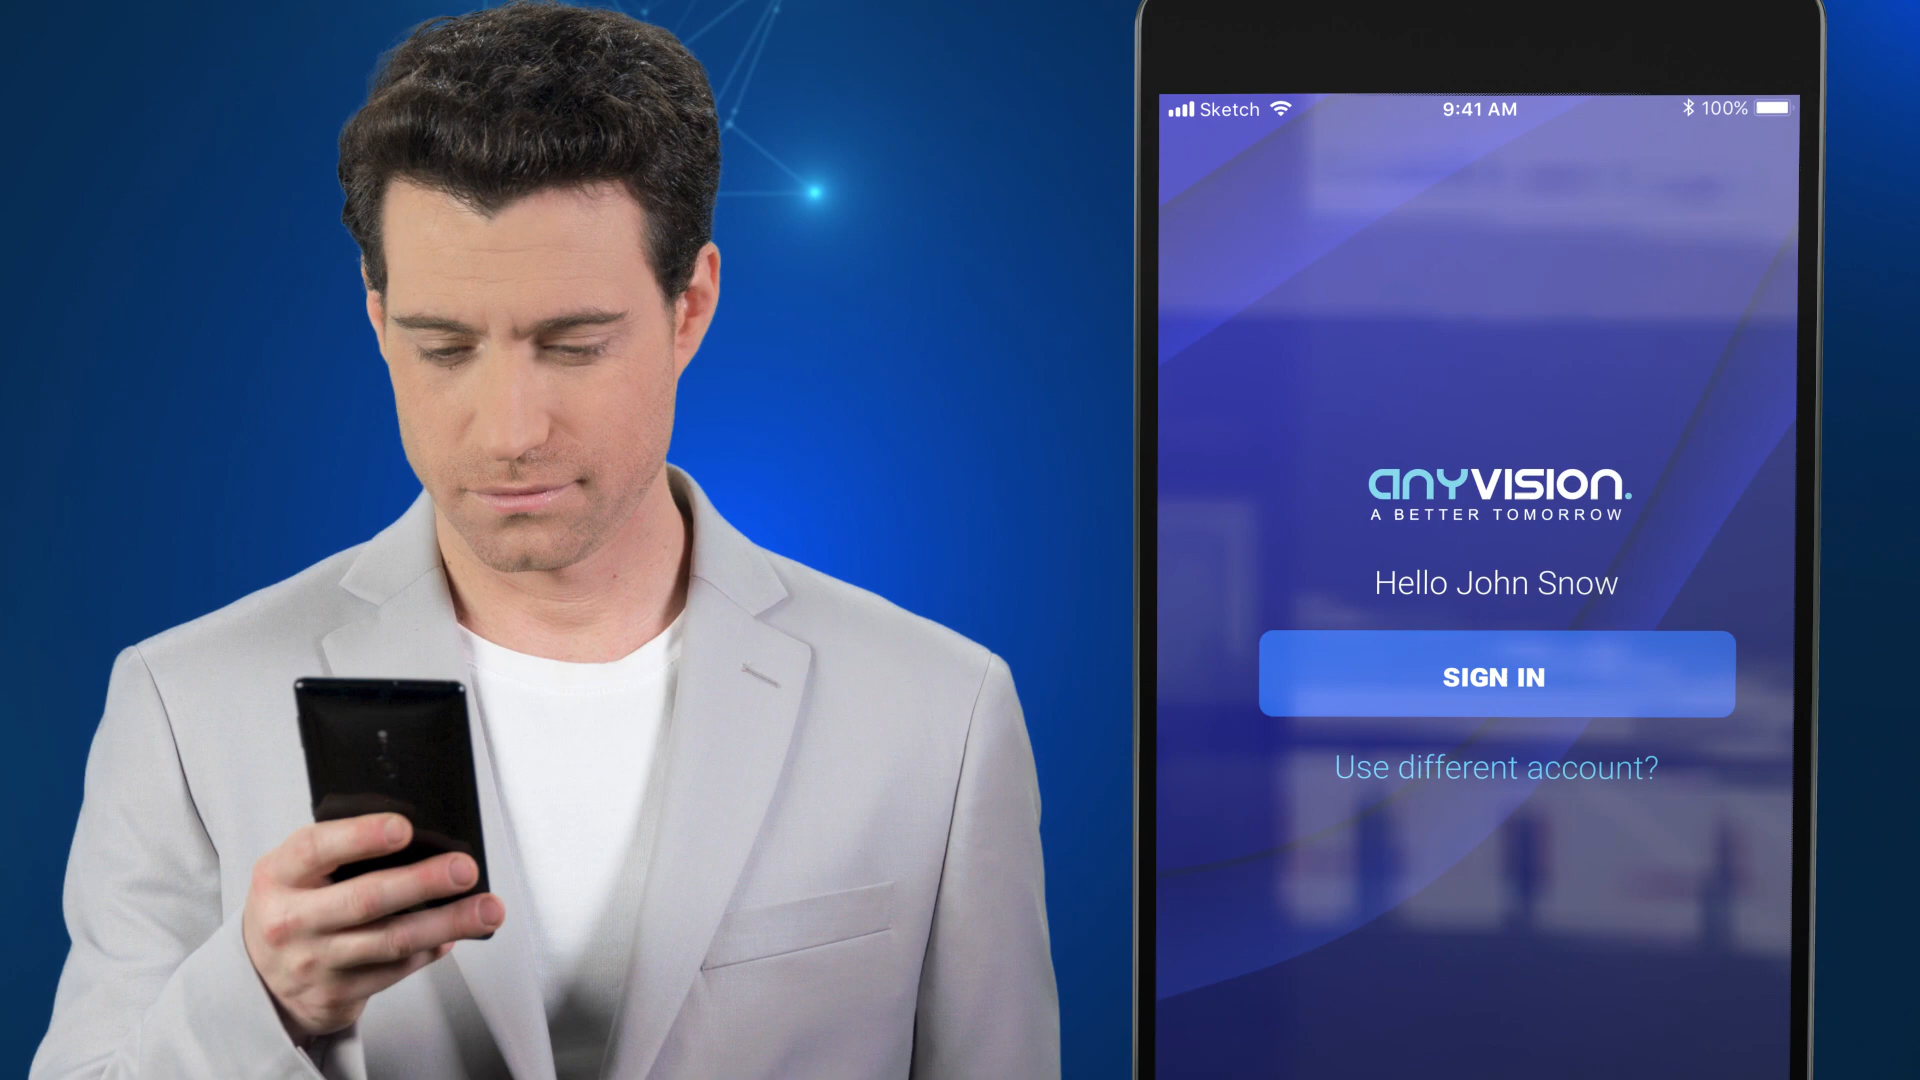 Sketch 9:41 AM 100%
anyVISION.
A BETTER TOMORROW
Hello John Snow
SIGN IN
Use different account?